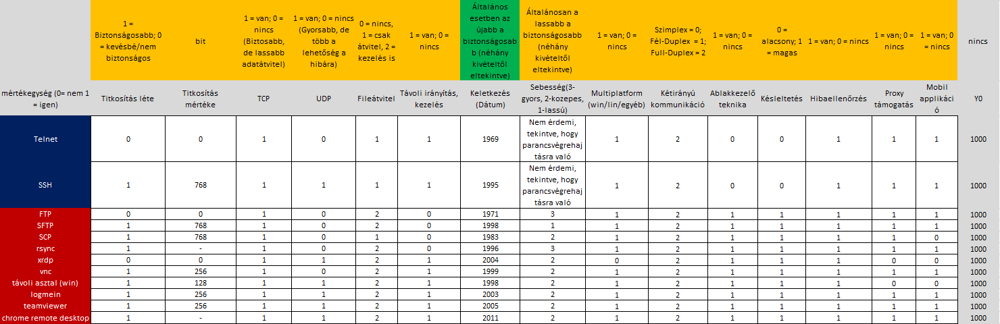 1 = Biztonságosabb; 0 = kevésbé/nem biztonságos	bit	1 = van; 0 = nincs (Biztosabb, de lassabb adatátvitel)	1 = van; 0 = nincs (Gyorsabb, de több a lehetőség a hibára)	0 = nincs, 1 = csak átvitel, 2 = kezelés is	1 = van; 0 = nincs	Általános esetben az újabb a biztonságosabb (néhány kivételtől eltekintve)	Általánosan a lassabb a biztonságosabb (néhány kivételtől eltekintve)	1 = van; 0 = nincs	Szimplex = 0; Fél-Duplex = 1; Full-Duplex = 2	1 = van; 0 = nincs	0 = alacsony; 1 = magas	1 = van; 0 = nincs	1 = van; 0 = nincs	1 = van; 0 = nincs	nincs
mértékegység (0= nem 1 = igen)	Titkosítás léte	Titkosítás mértéke	TCP	UDP	Fileátvitel	Távoli irányítás, kezelés	Keletkezés (Dátum)	Sebesség(3-gyors, 2-kozepes, 1-lassú)	Multiplatform (win/lin/egyéb)	Kétirányú kommunikáció	Ablakkezelő teknika	Késleltetés	Hibaellenőrzés	Proxy támogatás	Mobil applikáció	Y0
Telnet	0	0	1	0	1	1	1969	Nem érdemi, tekintve, hogy parancsvégrehajtásra való	1	2	0	0	1	1	1	1000
SSH	1	768	1	1	1	1	1995	Nem érdemi, tekintve, hogy parancsvégrehajtásra való	1	2	0	0	1	1	1	1000
FTP	0	0	1	0	2	0	1971	3	1	2	1	1	1	1	1	1000
SFTP	1	768	1	0	2	0	1998	1	1	2	1	1	1	1	1	1000
SCP	1	768	1	0	1	0	1983	2	1	2	1	1	1	1	0	1000
rsync	1	-	1	0	2	0	1996	3	1	2	1	1	1	1	1	1000
xrdp	0	0	1	1	2	1	2004	2	0	2	1	1	1	0	0	1000
vnc	1	256	1	0	2	1	1999	2	1	2	1	1	1	1	1	1000
távoli asztal (win)	1	128	1	1	2	1	1998	2	1	2	1	1	1	0	0	1000
logmein	1	256	1	1	2	1	2003	2	1	2	1	1	1	1	1	1000
teamviewer	1	256	1	1	2	1	2005	2	1	2	1	1	1	1	1	1000
chrome remote desktop	1	-	1	1	2	1	2011	2	1	2	1	1	1	1	1	1000